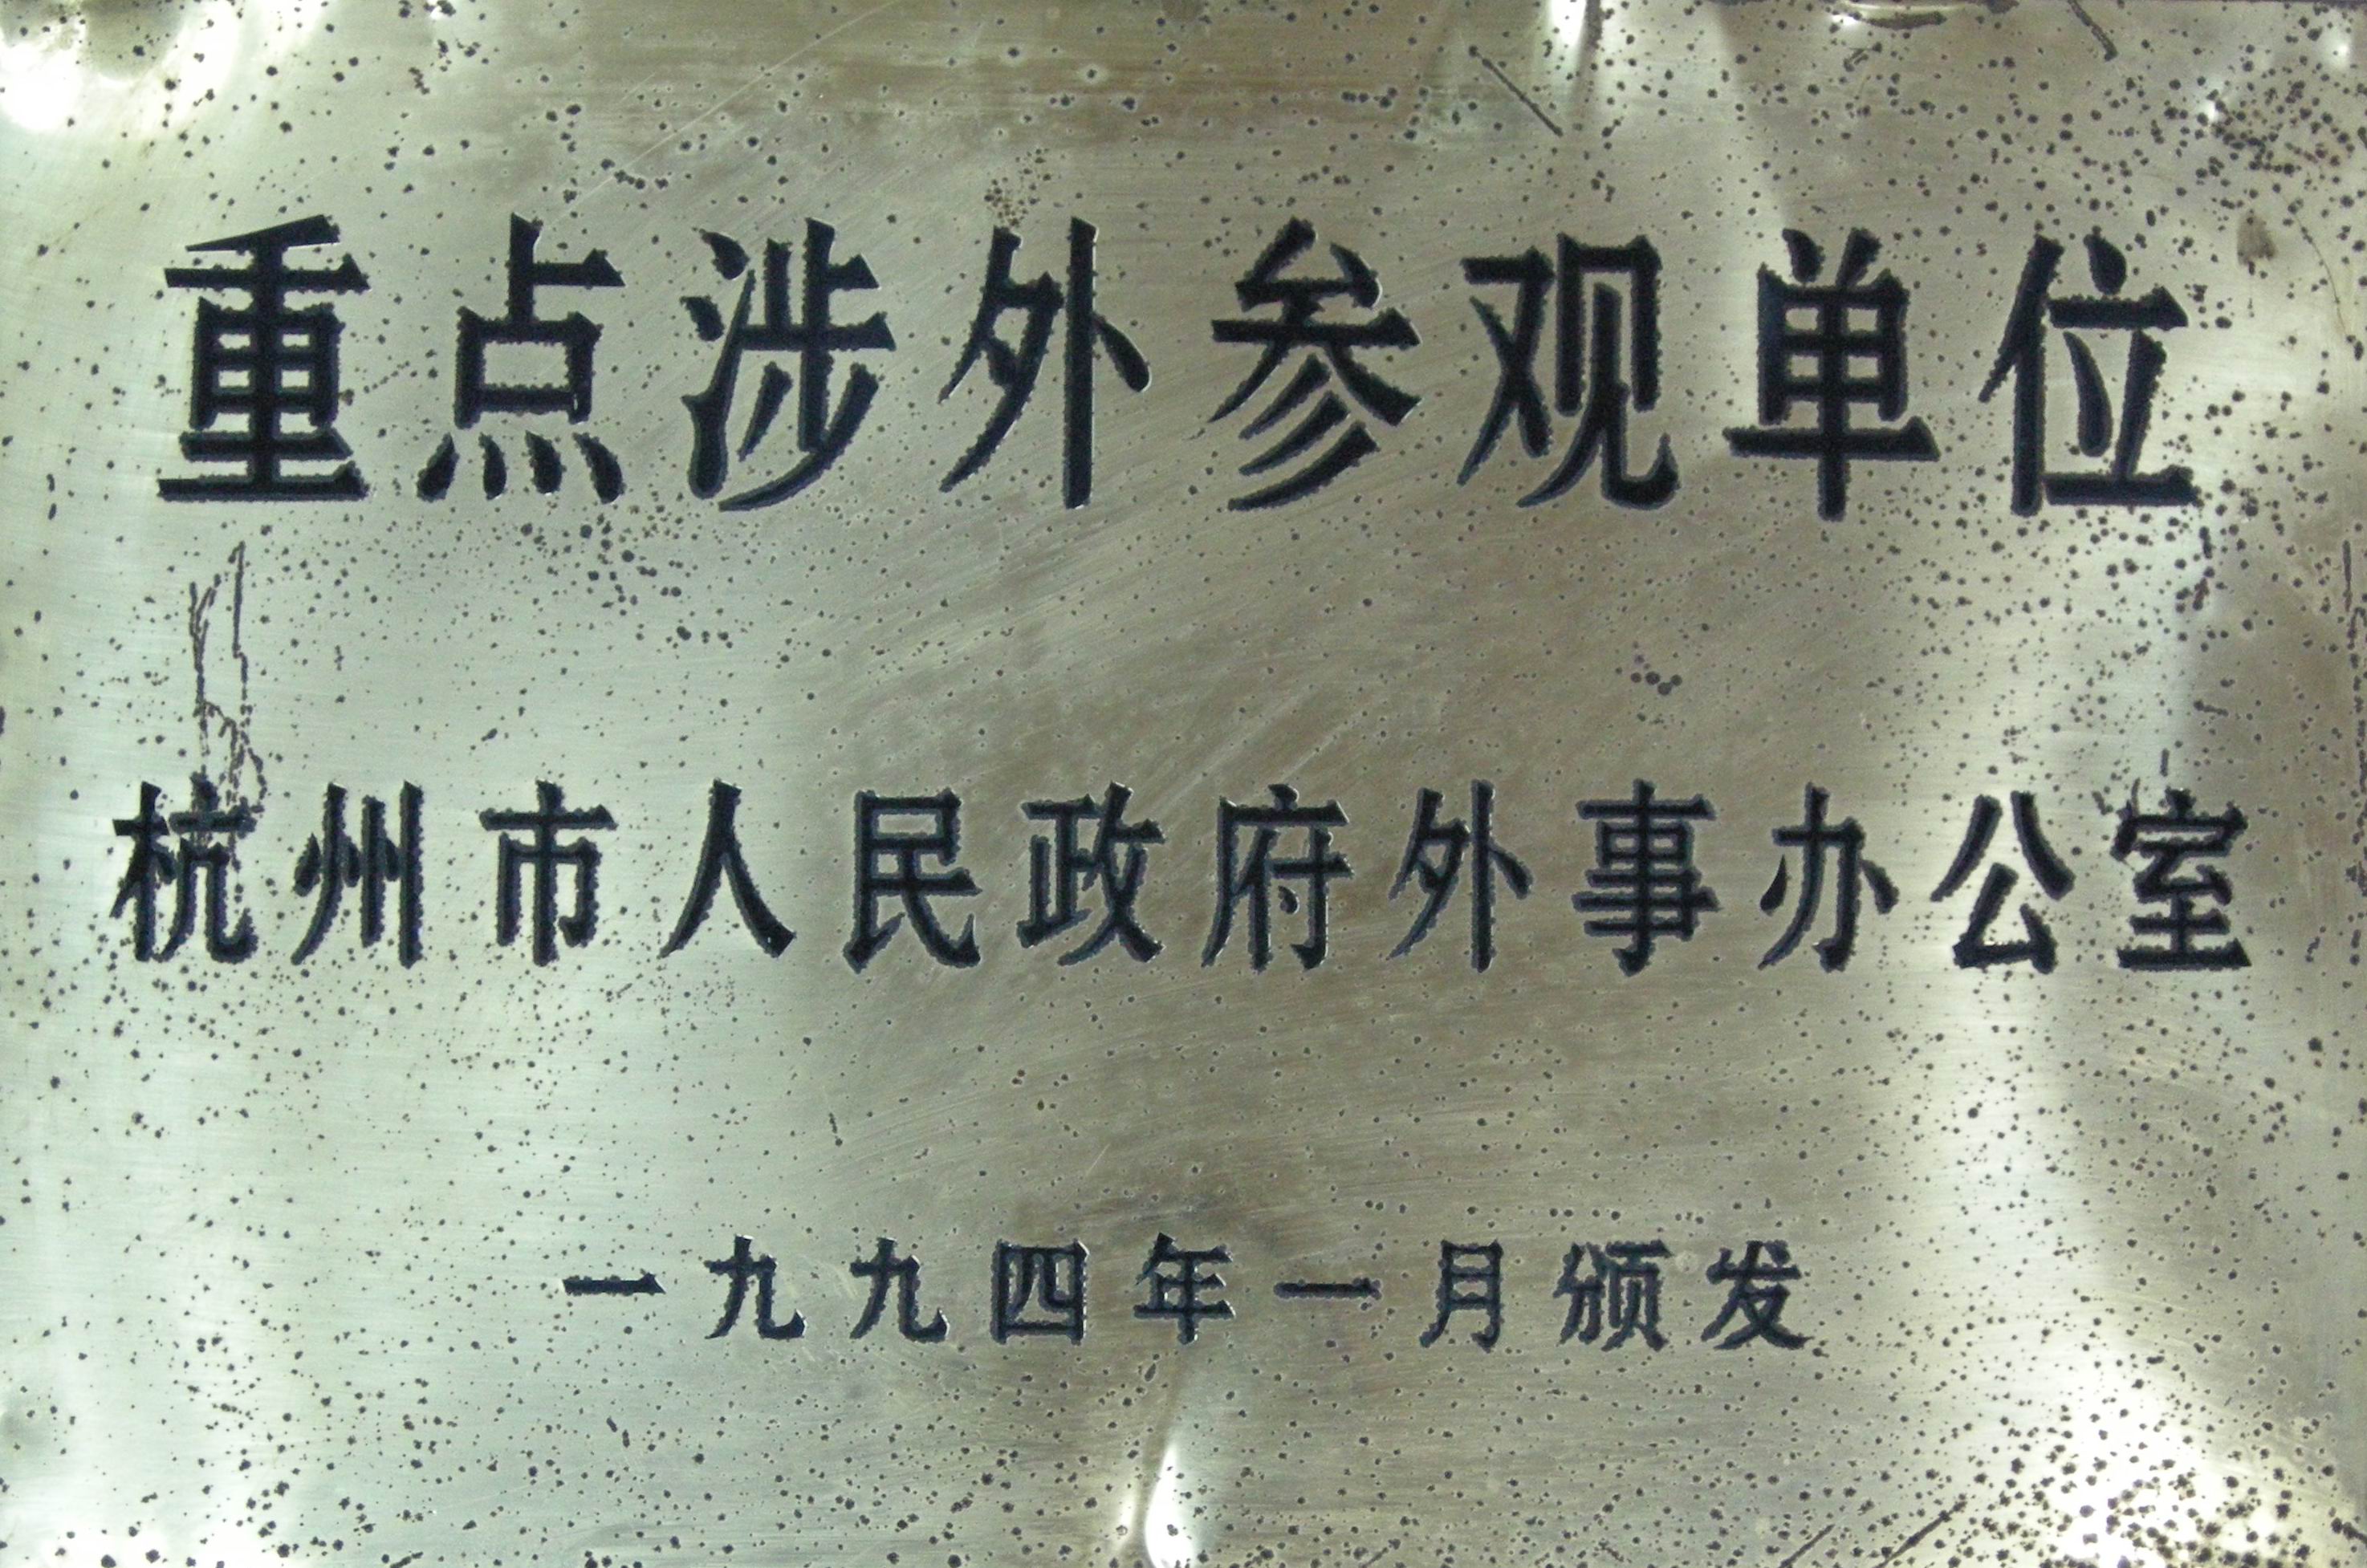 重点涉外参观单位
杭州市人民政府外事办公室
一九九四年一月颁发